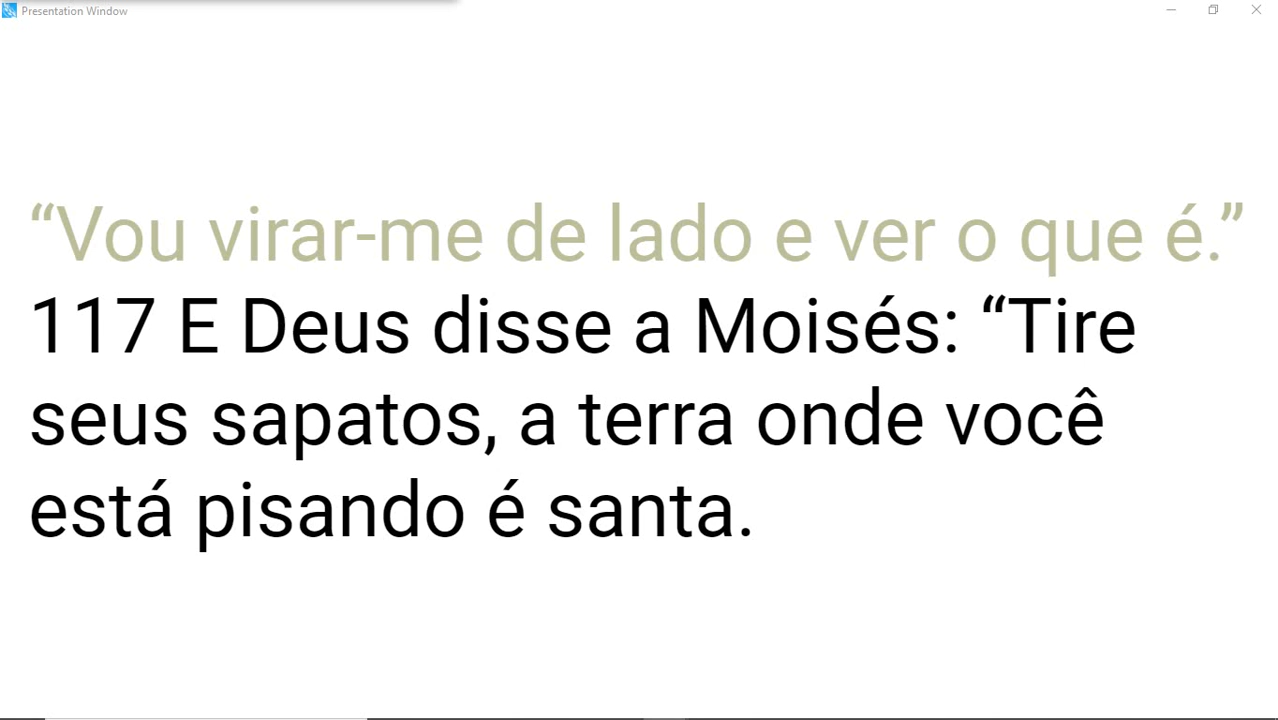 Presentation Window
“Vou virar-me de lado e ver o que é.”
117 E Deus disse a Moisés: “Tire
seus sapatos, a terra onde você
está pisando é santa.